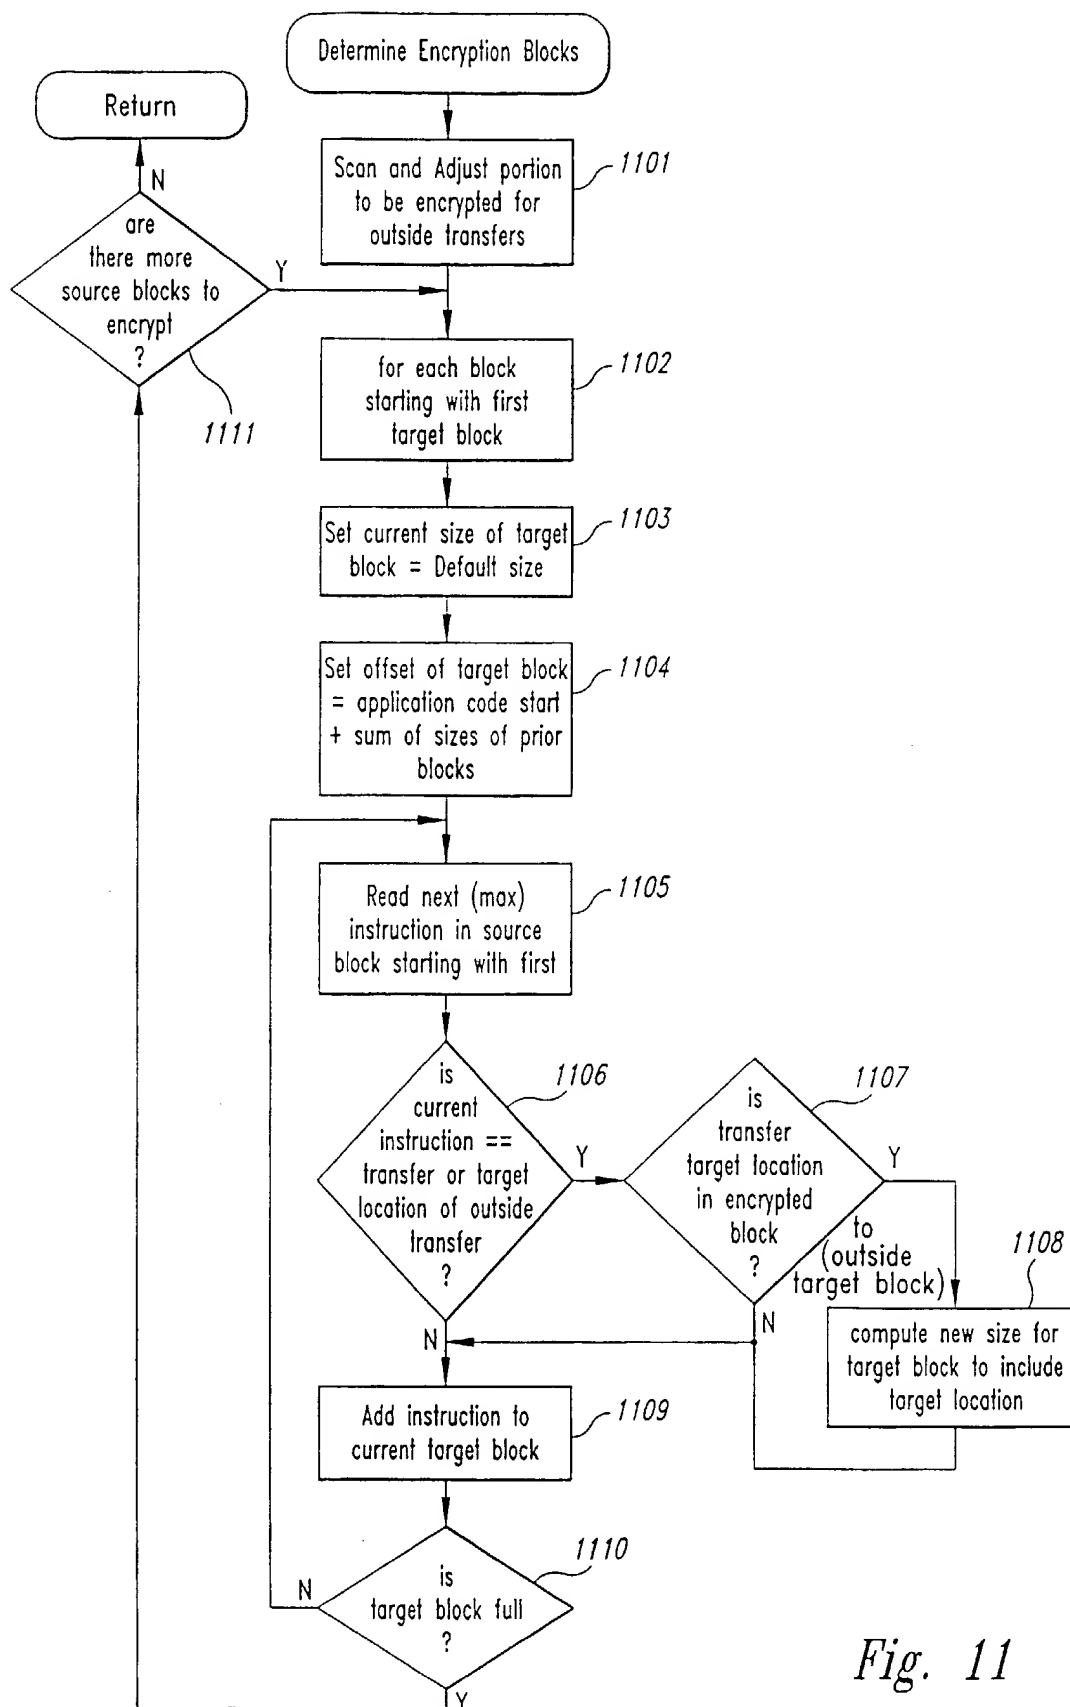 Determine Encryption Blocks
Return
N
are
there more
source blocks to
encrypt
?
Y
1111
Scan and Adjust portion
to be encrypted for
outside transfers
1101
for each block
starting with first
target block
1102
Set current size of target
block = Default size
1103
Set offset of target block
= application code start
+ sum of sizes of prior
blocks
1104
Read next (max)
instruction in source
block starting with first
1105
is
current
instruction ==
transfer or target
location of outside
transfer
?
1106
Y
N
is
transfer
target location
in encrypted
block
?
1107
Y
to
(outside
target block)
N
1108
compute new size for
target block to include
target location
Add instruction to
current target block
1109
is
target block full
?
1110
N
Y
Fig. 11